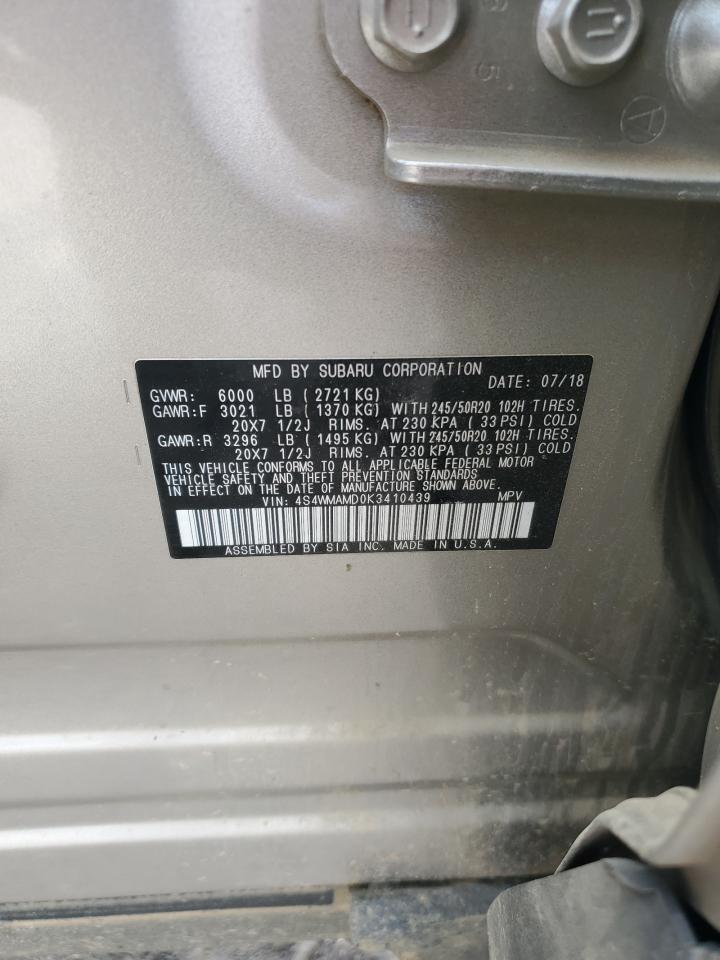 5
A
MFD BY SUBARU CORPORATION DATE: 07/18
GVWR: 6000 LB (2721 KG)
GAWR:F 3021 LB (1370 KG) WITH 245/50R20 102H TIRES.
20X7 1/2J RIMS. AT 230 KPA (33 PSI) COLD
GAWR:R 3296 LB (1495 KG) WITH 245/50R20 102H TIRES.
20X7 1/2J RIMS. AT 230 KPA (33 PSI) COLD
THIS VEHICLE CONFORMS TO ALL APPLICABLE FEDERAL MOTOR
VEHICLE SAFETY AND THEFT PREVENTION STANDARDS
IN EFFECT ON THE DATE OF MANUFACTURE SHOWN ABOVE.
VIN: 4S4WMAMD0K3410439 MPV
ASSEMBLED BY SIA INC. MADE IN U.S.A.